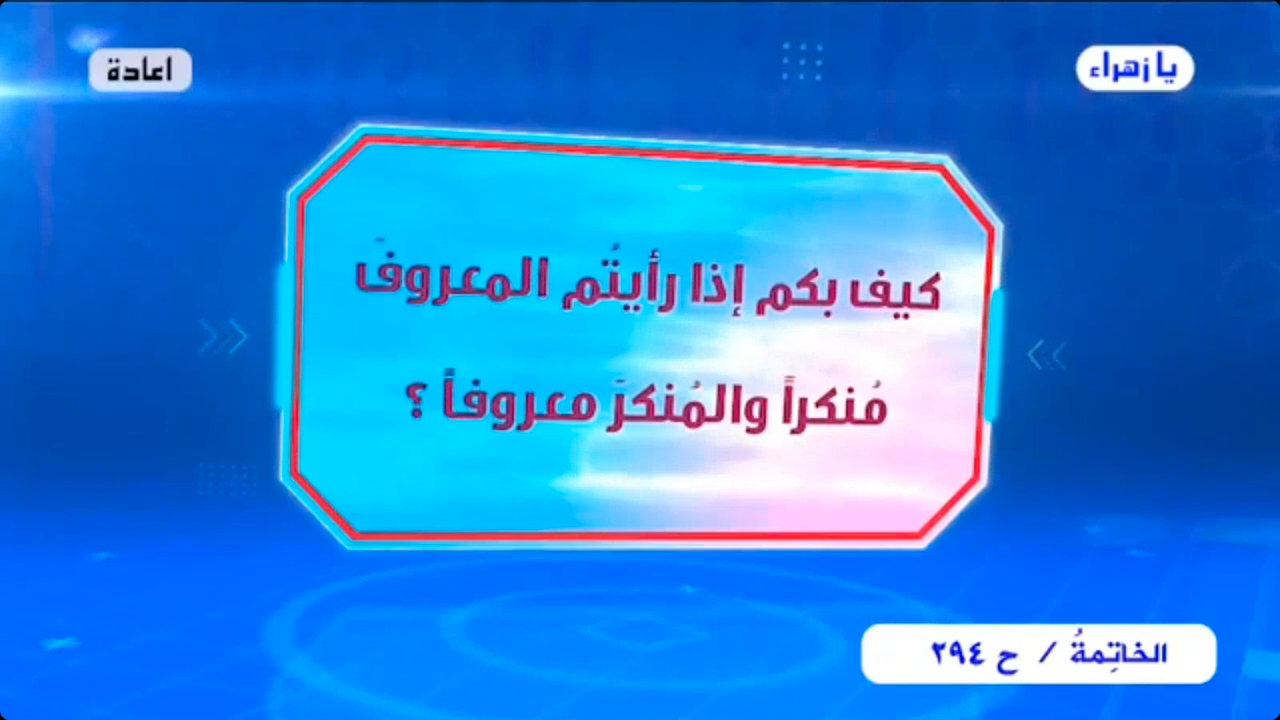 يا زهراء
اعادة
كيف بكم إذا رأيتُم المعروفَ
مُنكراً والمُنكرَ معروفاً ؟
الخاتِمةُ / ح ٢٩٤